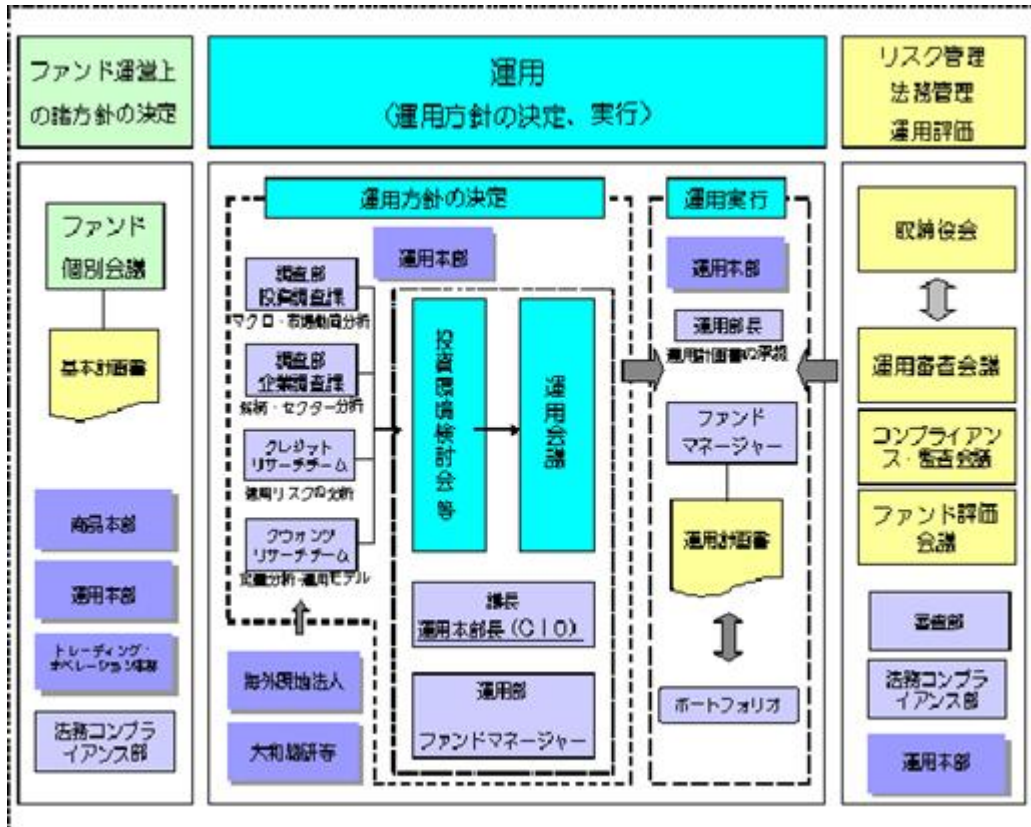 ファンド運営上
の諸方針の決定
運用
(運用方針の決定、実行)
リスク管理
法務管理
運用評価
ファンド
個別会議
基本計画書
商品本部
運用本部
トレーディング・
オペレーション本部
法務コンプラ
イアンス部
運用方針の決定
運用本部
調査部
投資調査課
マクロ・市場動向分析
調査部
企業調査課
銘柄・セクター分析
クレジット
リサーチチーム
信用リスクの分析
クウォンツ
リサーチチーム
定量分析・運用モデル
海外現地法人
大和総研等
投資環境検討会等
運用会議
議長
運用本部長(CIO)
運用部
ファンドマネージャー
運用実行
運用本部
運用部長
運用計画書の承認
ファンド
マネージャー
運用計画書
ポートフォリオ
取締役会
運用審査会議
コンプライアン
ス・監査会議
ファンド評価
会議
審査部
法務コンプラ
イアンス部
運用本部